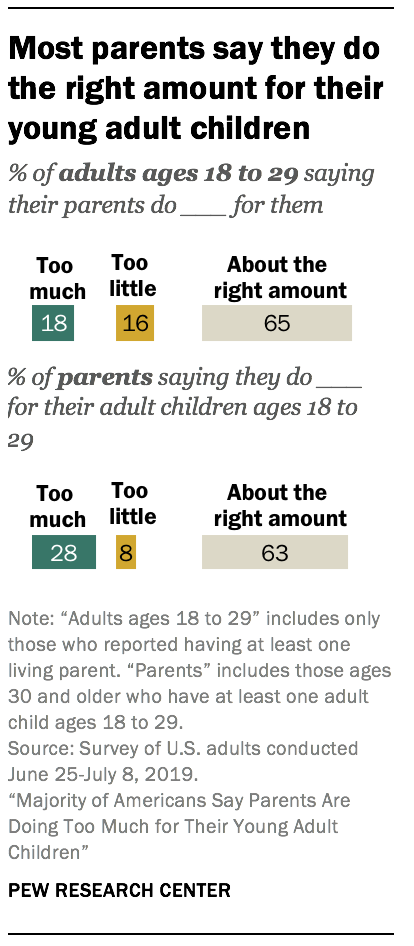 Most parents say they do
the right amount for their
young adult children
% of adults ages 18 to 29 saying
their parents do ___ for them
Too much
Too little
About the right amount
18
16
65
% of parents saying they do ___
for their adult children ages 18 to
29
Too much
Too little
About the right amount
28
8
63
Note: “Adults ages 18 to 29” includes only
those who reported having at least one
living parent. “Parents” includes those ages
30 and older who have at least one adult
child ages 18 to 29.
Source: Survey of U.S. adults conducted
June 25-July 8, 2019.
“Majority of Americans Say Parents Are
Doing Too Much for Their Young Adult
Children”
PEW RESEARCH CENTER